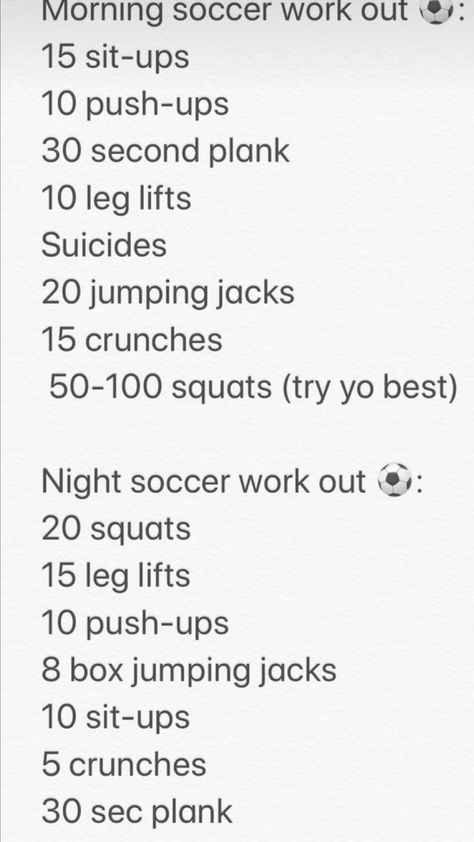 Morning soccer work out ⚽:
15 sit-ups
10 push-ups
30 second plank
10 leg lifts
Suicides
20 jumping jacks
15 crunches
50-100 squats (try yo best)
Night soccer work out ⚽:
20 squats
15 leg lifts
10 push-ups
8 box jumping jacks
10 sit-ups
5 crunches
30 sec plank